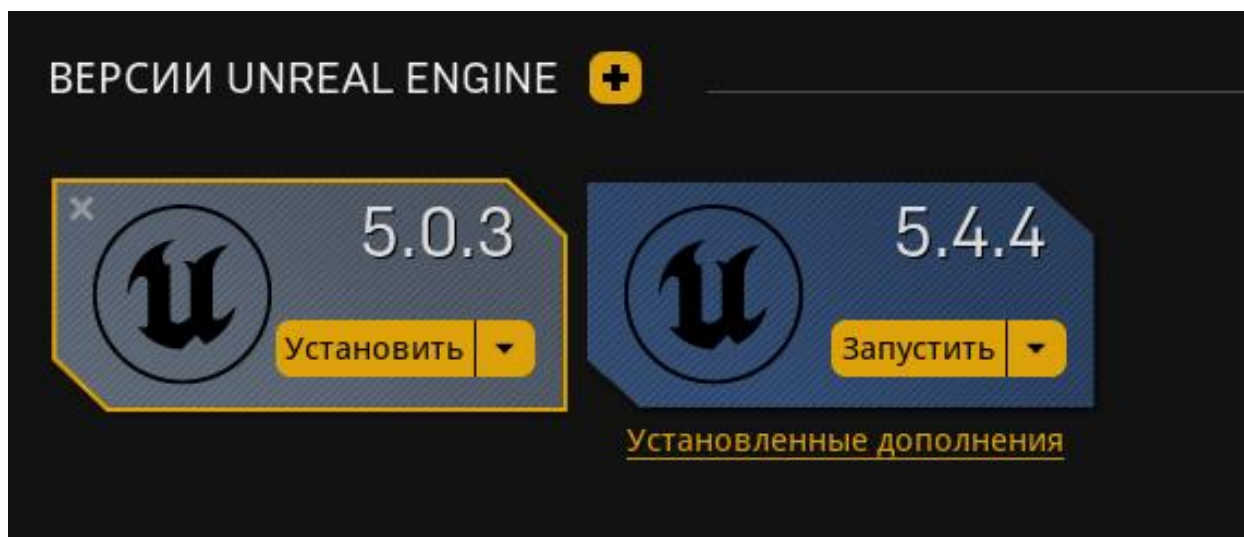 ВЕРСИИ UNREAL ENGINE
5.0.3
Установить
5.4.4
Запустить
Установленные дополнения